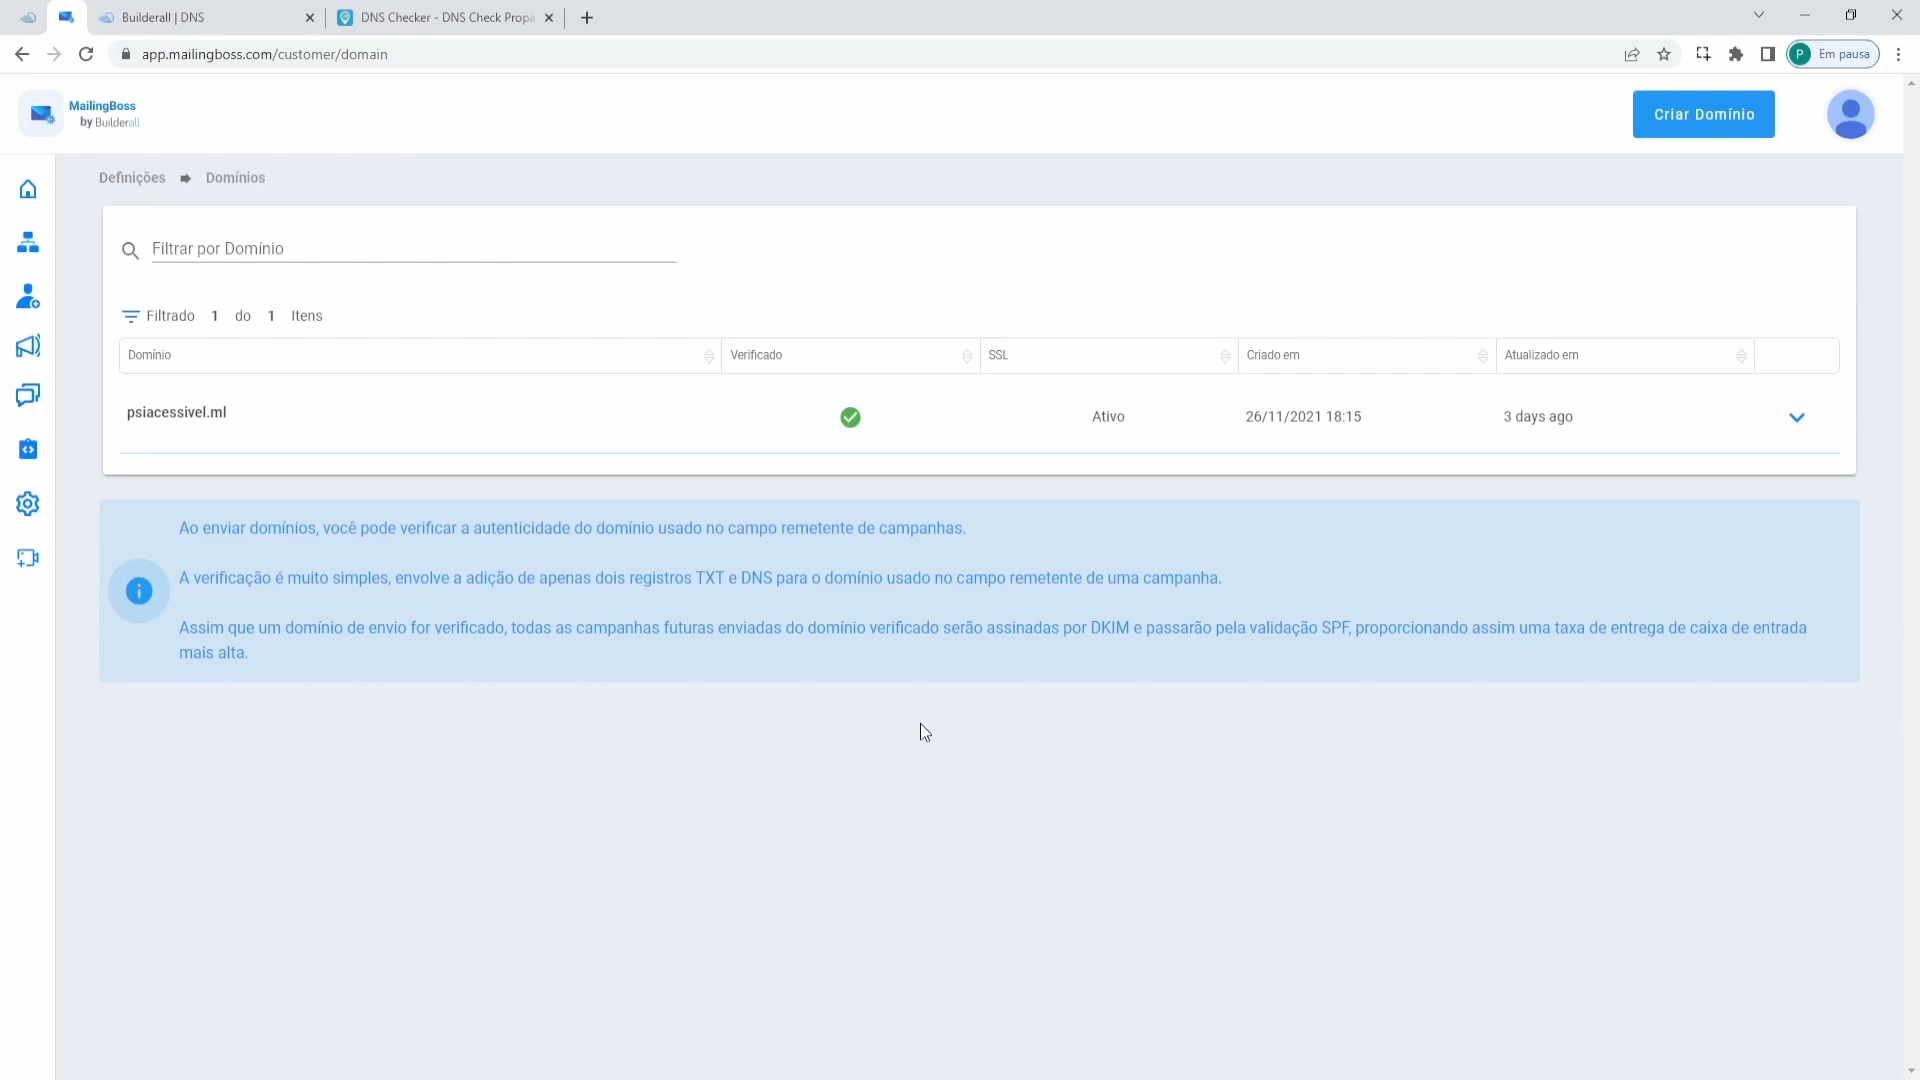 Builderall | DNS
DNS Checker - DNS Check Propa
app.mailingboss.com/customer/domain
P Em pausa
MailingBoss
by Builderall
Criar Domínio
Definições Domínios
Filtrar por Domínio
Filtrado 1 do 1 Itens
Domínio Verificado SSL Criado em Atualizado em
psiacessivel.ml Ativo 26/11/2021 18:15 3 days ago
Ao enviar domínios, você pode verificar a autenticidade do domínio usado no campo remetente de campanhas.
A verificação é muito simples, envolve a adição de apenas dois registros TXT e DNS para o domínio usado no campo remetente de uma campanha.
Assim que um domínio de envio for verificado, todas as campanhas futuras enviadas do domínio verificado serão assinadas por DKIM e passarão pela validação SPF, proporcionando assim uma taxa de entrega de caixa de entrada
mais alta.